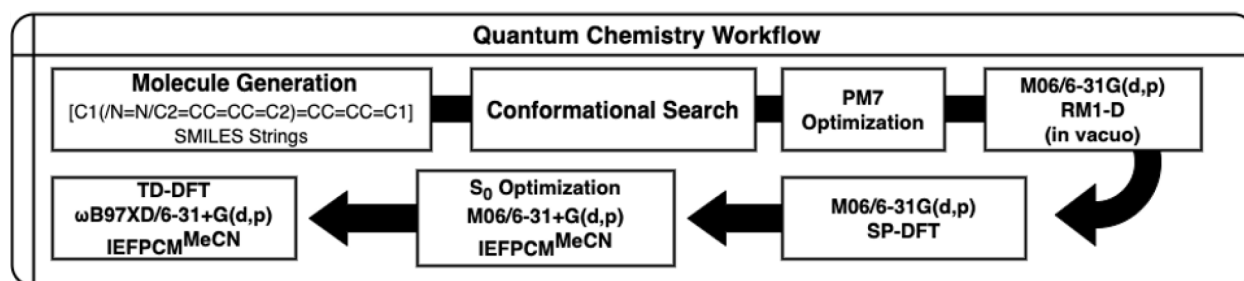 Quantum Chemistry Workflow
Molecule Generation
[C1(/N=N/C2=CC=CC=C2)=CC=CC=C1]
SMILES Strings
Conformational Search
PM7
Optimization
M06/6-31G(d,p)
RM1-D
(in vacuo)
TD-DFT
ωB97XD/6-31+G(d,p)
IEFPCMᴹᵉCN
S₀ Optimization
M06/6-31+G(d,p)
IEFPCMᴹᵉCN
M06/6-31G(d,p)
SP-DFT